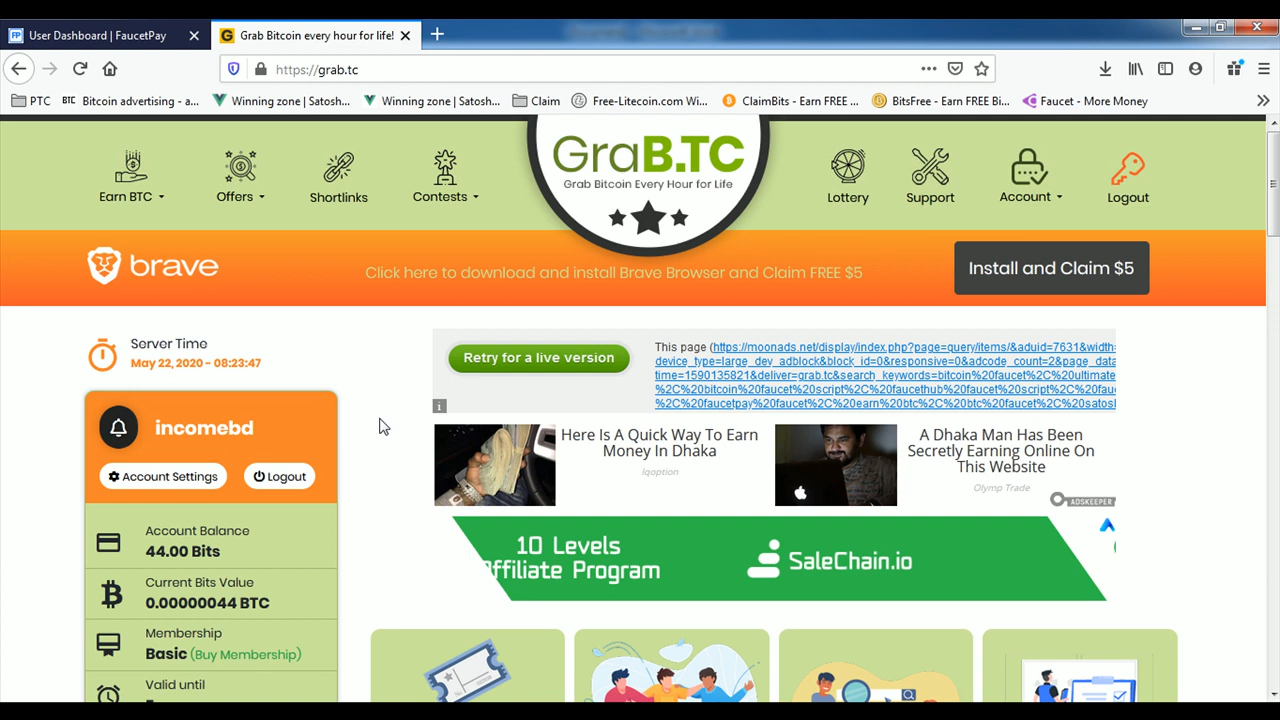 FP User Dashboard | FaucetPay
Grab Bitcoin every hour for life!
https://grab.tc
PTC
BTC Bitcoin advertising - a...
Winning zone | Satosh...
Winning zone | Satosh...
Claim
Free-Litecoin.com Wi...
ClaimBits - Earn FREE ...
BitsFree - Earn FREE Bi...
Faucet - More Money
Earn BTC
Offers
Shortlinks
Contests
GraB.TC
Grab Bitcoin Every Hour for Life
Lottery
Support
Account
Logout
brave
Click here to download and install Brave Browser and Claim FREE $5
Install and Claim $5
Server Time
May 22, 2020 - 08:23:47
Retry for a live version
This page (https://moonads.net/display/index.php?page=query/items/&aduid=7631&width=
device_type=large_dev_adblock&block_id=0&responsive=0&adcode_count=2&page_data
time=1590135821&deliver=grab.tc&search_keywords=bitcoin%20faucet%2C%20ultimate
%2C%20bitcoin%20faucet%20script%2C%20faucethub%20faucet%20script%2C%20fauc
%2C%20faucetpay%20faucet%2C%20earn%20btc%2C%20btc%20faucet%2C%20satosh
incomebd
Account Settings
Logout
Here Is A Quick Way To Earn
Money In Dhaka
Iqoption
A Dhaka Man Has Been
Secretly Earning Online On
This Website
Olymp Trade
ADSKEEPER
10 Levels
Affiliate Program
SaleChain.io
Account Balance
44.00 Bits
Current Bits Value
0.00000044 BTC
Membership
Basic (Buy Membership)
Valid until